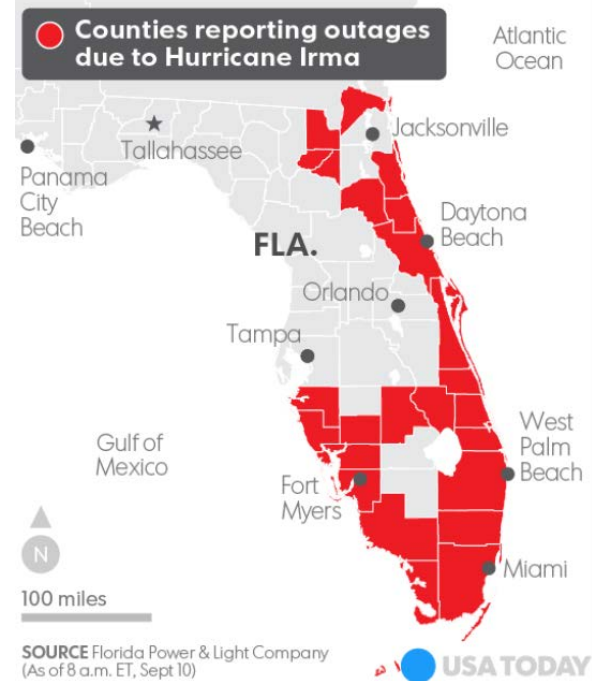 Counties reporting outages
due to Hurricane Irma
Atlantic
Ocean
Jacksonville
Tallahassee
Panama
City
Beach
Daytona
Beach
FLA.
Orlando
Tampa
Gulf of
Mexico
West
Palm
Beach
Fort
Myers
N
Miami
100 miles
SOURCE Florida Power & Light Company
(As of 8 a.m. ET, Sept 10)
USA TODAY